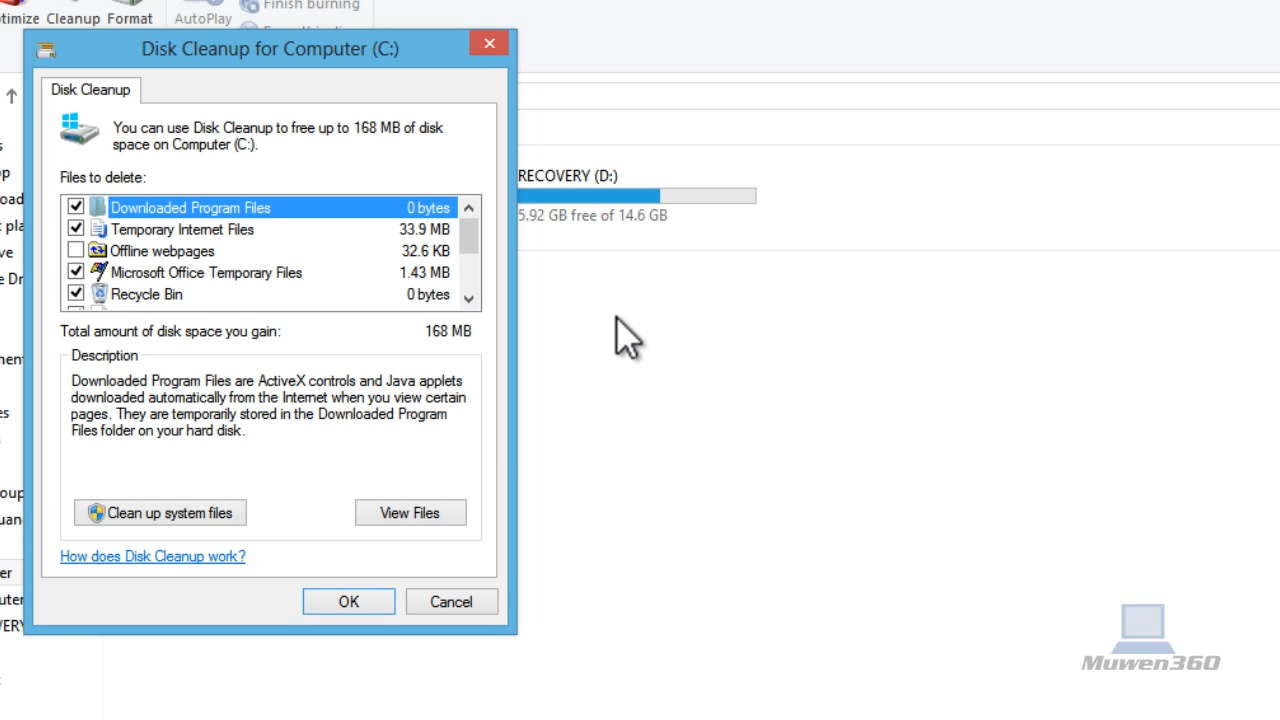 Finish burning
Optimize Cleanup Format
AutoPlay
Disk Cleanup for Computer (C:)
Disk Cleanup
You can use Disk Cleanup to free up to 168 MB of disk
space on Computer (C:).
Files to delete:
Downloaded Program Files 0 bytes
Temporary Internet Files 33.9 MB
Offline webpages 32.6 KB
Microsoft Office Temporary Files 1.43 MB
Recycle Bin 0 bytes
Total amount of disk space you gain: 168 MB
Description
Downloaded Program Files are ActiveX controls and Java applets
downloaded automatically from the Internet when you view certain
pages. They are temporarily stored in the Downloaded Program
Files folder on your hard disk.
Clean up system files
View Files
How does Disk Cleanup work?
OK
Cancel
RECOVERY (D:)
5.92 GB free of 14.6 GB
Muwen360